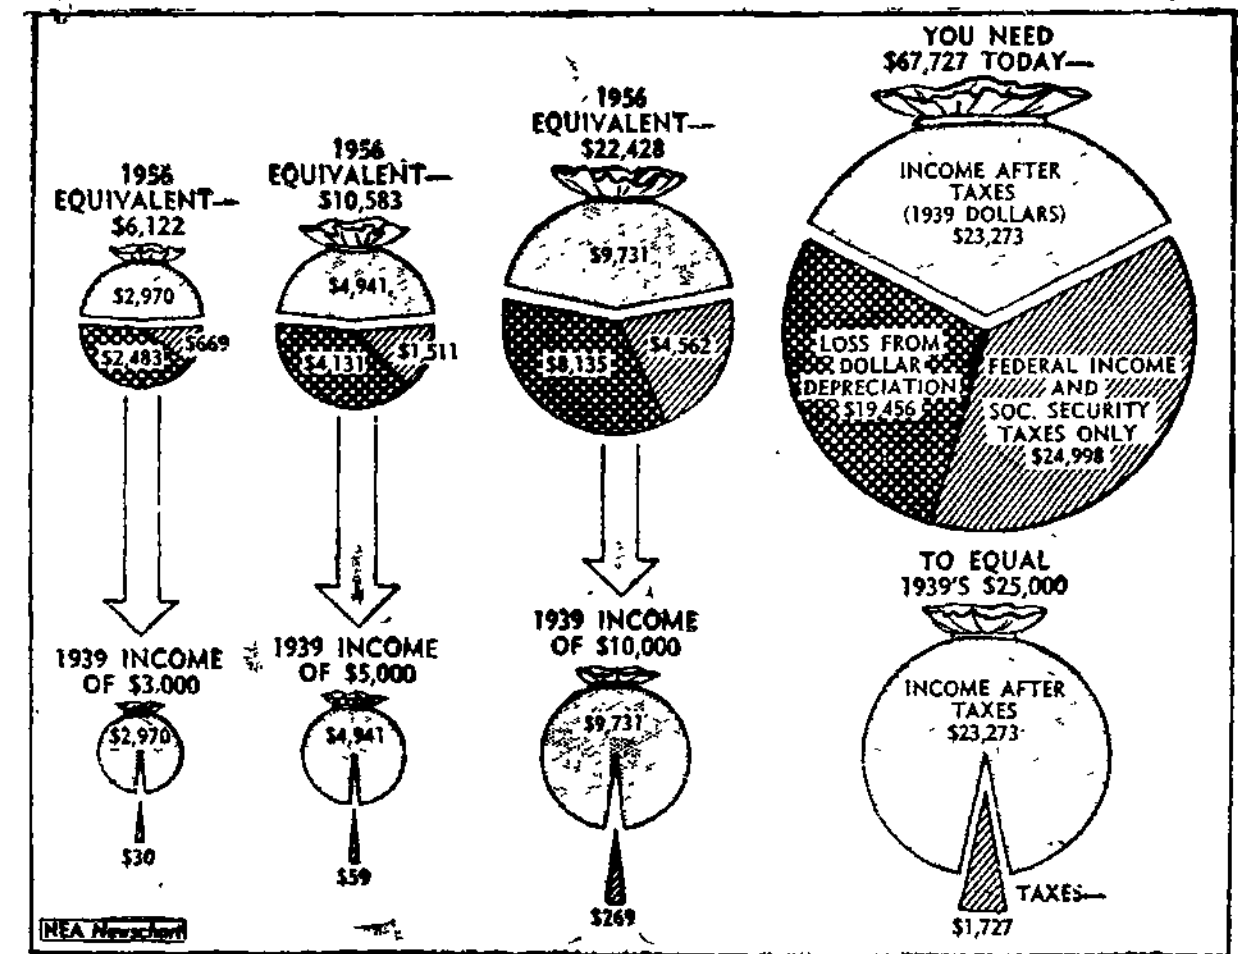 1956
EQUIVALENT—
$6,122
$2,970
$2,483
$669
1939 INCOME
OF $3.000
$2,970
$30
1956
EQUIVALENT—
$10,583
$4,941
$4,131
$1,511
1939 INCOME
OF $5,000
$4,941
$59
1956
EQUIVALENT—
$22,428
$9,731
$8,135
$4,562
1939 INCOME
OF $10,000
$9,731
$269
YOU NEED
$67,727 TODAY—
INCOME AFTER
TAXES
(1939 DOLLARS)
$23,273
LOSS FROM
DOLLAR
DEPRECIATION
$19,456
FEDERAL INCOME
AND
SOC. SECURITY
TAXES ONLY
$24,998
TO EQUAL
1939'S $25,000
INCOME AFTER
TAXES
$23,273
TAXES—
$1,727
NEA Newschart